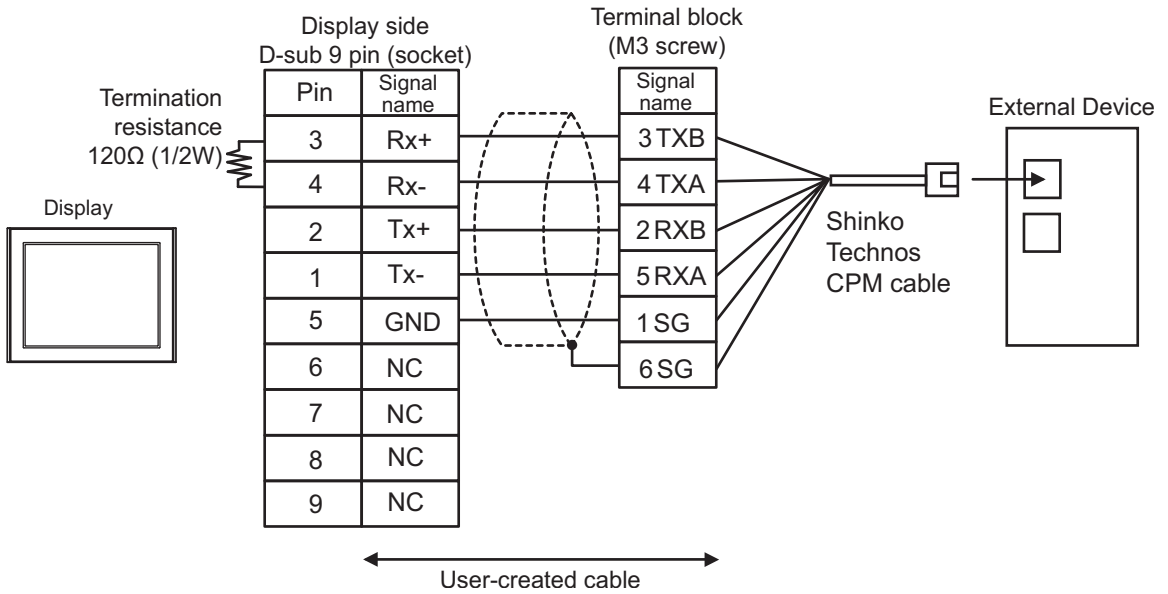 Display side
D-sub 9 pin (socket)
Terminal block
(M3 screw)
Termination
resistance
120Ω (1/2W)
Display
Pin
Signal
name
3 Rx+
4 Rx-
2 Tx+
1 Tx-
5 GND
6 NC
7 NC
8 NC
9 NC
Signal
name
3 TXB
4 TXA
2 RXB
5 RXA
1 SG
6 SG
Shinko
Technos
CPM cable
External Device
User-created cable